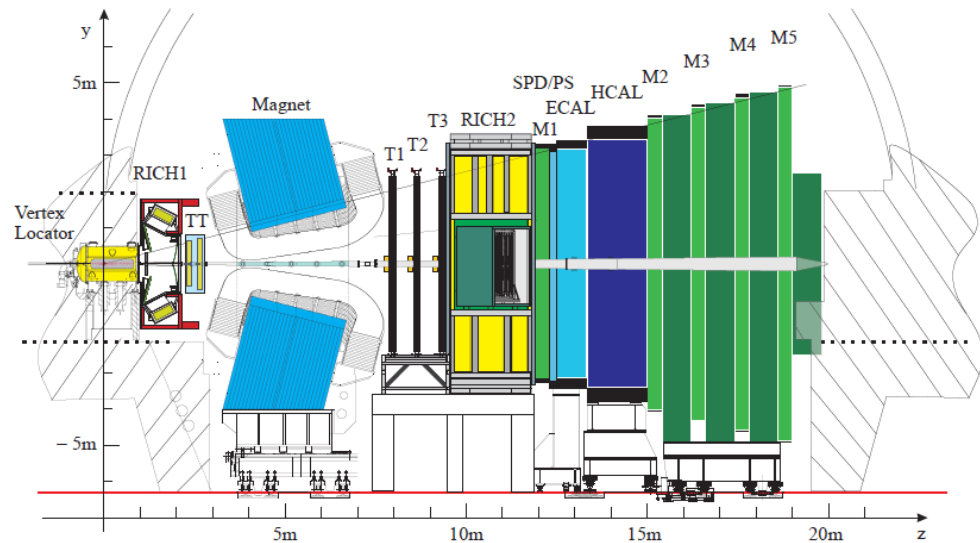 y
5m
Magnet
RICH1
Vertex
Locator
TT
T1
T2
T3
RICH2
SPD/PS
M1
ECAL
HCAL
M2
M3
M4
M5
− 5m
5m
10m
15m
20m
z